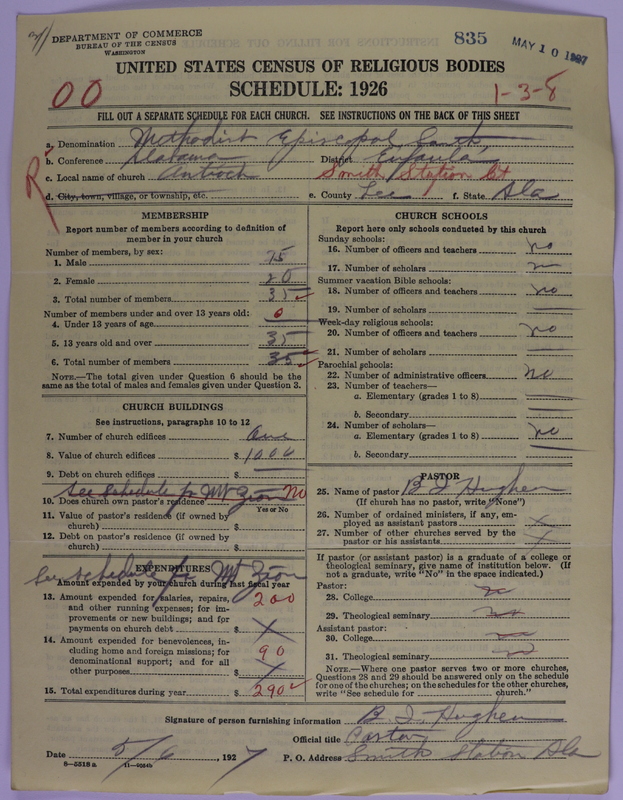 DEPARTMENT OF COMMERCE
BUREAU OF THE CENSUS
WASHINGTON
835
MAY 10 1927
UNITED STATES CENSUS OF RELIGIOUS BODIES
SCHEDULE: 1926
00
1-3-8
FILL OUT A SEPARATE SCHEDULE FOR EACH CHURCH. SEE INSTRUCTIONS ON THE BACK OF THIS SHEET
a. Denomination Methodist Episcopal South
b. Conference Alabama District Eufaula
c. Local name of church Antioch Smith Station Ct
R
d. City, town, village, or township, etc. e. County Lee f. State Ala
MEMBERSHIP
Report number of members according to definition of
member in your church
Number of members, by sex:
1. Male 15
2. Female 20
3. Total number of members 35
Number of members under and over 13 years old:
4. Under 13 years of age 0
5. 13 years old and over 35
6. Total number of members 35
NOTE.—The total given under Question 6 should be the
same as the total of males and females given under Question 3.
CHURCH BUILDINGS
See instructions, paragraphs 10 to 12
7. Number of church edifices One
8. Value of church edifices $ 1000
9. Debt on church edifices $
See schedule for Mt Zion No
10. Does church own pastor's residence
Yes or No
11. Value of pastor's residence (if owned by
church) $
12. Debt on pastor's residence (if owned by
church) $
EXPENDITURES
See schedule for Mt Zion
Amount expended by your church during last fiscal year
13. Amount expended for salaries, repairs, 200
and other running expenses; for im-
provements or new buildings; and for
payments on church debt $ X
14. Amount expended for benevolences, in-
cluding home and foreign missions; for 90
denominational support; and for all
other purposes $
15. Total expenditures during year $ 290
CHURCH SCHOOLS
Report here only schools conducted by this church
Sunday schools:
16. Number of officers and teachers no
17. Number of scholars
Summer vacation Bible schools:
18. Number of officers and teachers no
19. Number of scholars
Week-day religious schools:
20. Number of officers and teachers no
21. Number of scholars
Parochial schools:
22. Number of administrative officers no
23. Number of teachers—
a. Elementary (grades 1 to 8)
b. Secondary
24. Number of scholars—
a. Elementary (grades 1 to 8) no
b. Secondary
PASTOR
25. Name of pastor B I Hughen
(If church has no pastor, write "None")
26. Number of ordained ministers, if any, em-
ployed as assistant pastors X
27. Number of other churches served by the
pastor or his assistants X
If pastor (or assistant pastor) is a graduate of a college or
theological seminary, give name of institution below. (If
not a graduate, write "No" in the space indicated.)
Pastor:
28. College no
29. Theological seminary no
Assistant pastor:
30. College no
31. Theological seminary no
NOTE.—Where one pastor serves two or more churches,
Questions 28 and 29 should be answered only on the schedule
for one of the churches; on the schedules for the other churches,
write "See schedule for church."
Signature of person furnishing information B. I. Hughen
Official title Pastor
Date 5/6, 1927 P. O. Address Smith Station Ala
8—5518 a